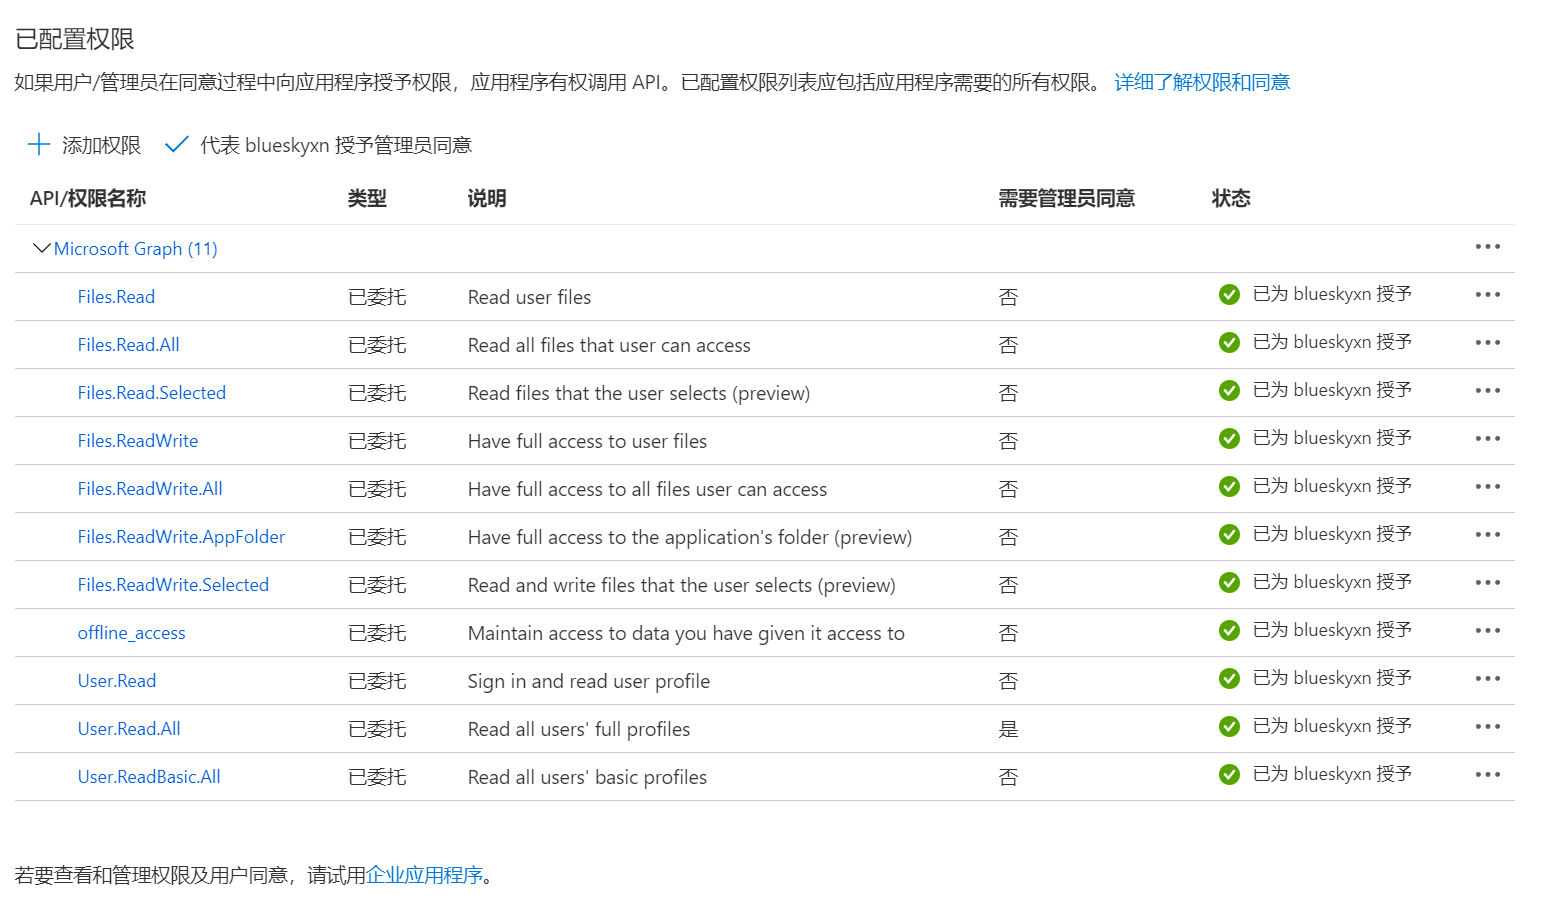 已配置权限
如果用户/管理员在同意过程中向应用程序授予权限，应用程序有权调用 API。已配置权限列表应包括应用程序需要的所有权限。 详细了解权限和同意
添加权限 代表 blueskyxn 授予管理员同意
API/权限名称 类型 说明 需要管理员同意 状态
Microsoft Graph (11)
Files.Read 已委托 Read user files 否 已为 blueskyxn 授予
Files.Read.All 已委托 Read all files that user can access 否 已为 blueskyxn 授予
Files.Read.Selected 已委托 Read files that the user selects (preview) 否 已为 blueskyxn 授予
Files.ReadWrite 已委托 Have full access to user files 否 已为 blueskyxn 授予
Files.ReadWrite.All 已委托 Have full access to all files user can access 否 已为 blueskyxn 授予
Files.ReadWrite.AppFolder 已委托 Have full access to the application's folder (preview) 否 已为 blueskyxn 授予
Files.ReadWrite.Selected 已委托 Read and write files that the user selects (preview) 否 已为 blueskyxn 授予
offline_access 已委托 Maintain access to data you have given it access to 否 已为 blueskyxn 授予
User.Read 已委托 Sign in and read user profile 否 已为 blueskyxn 授予
User.Read.All 已委托 Read all users' full profiles 是 已为 blueskyxn 授予
User.ReadBasic.All 已委托 Read all users' basic profiles 否 已为 blueskyxn 授予
若要查看和管理权限及用户同意，请试用企业应用程序。